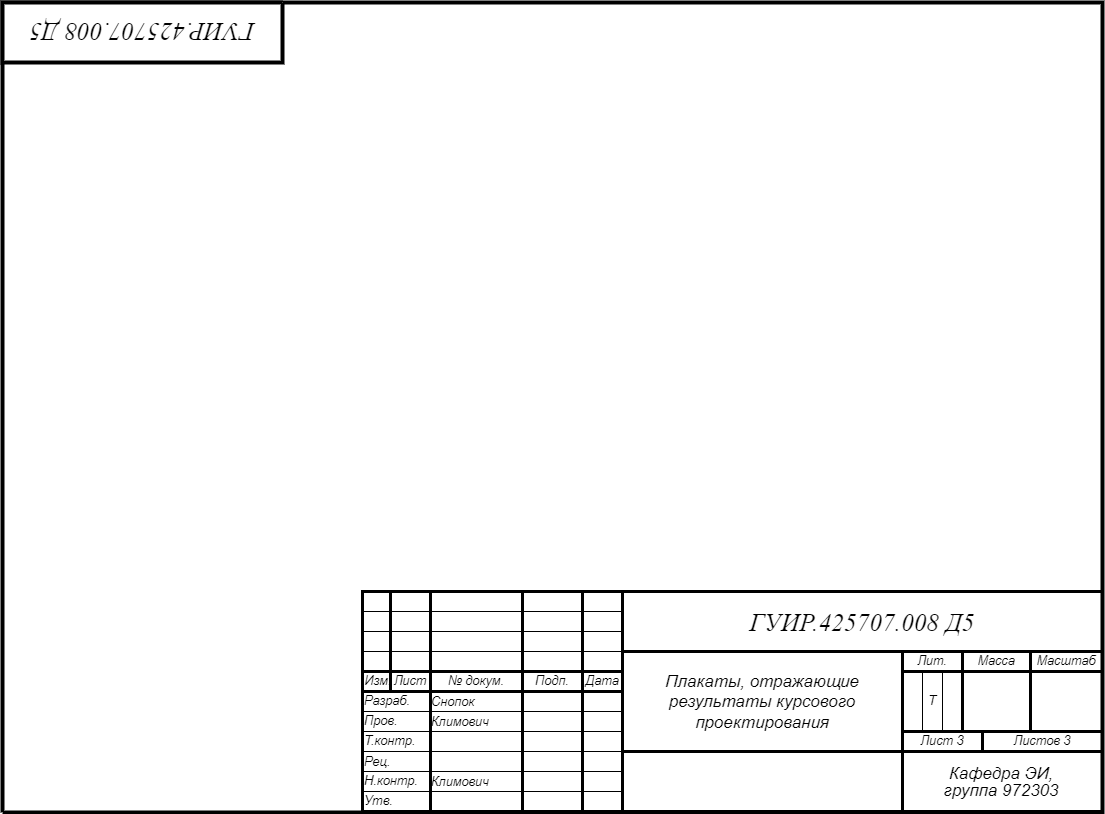 ГУИР.425707.008 Д5
ГУИР.425707.008 Д5
Лит. Масса Масштаб
Изм Лист № докум. Подп. Дата
Плакаты, отражающие
результаты курсового
проектирования
Т
Разраб. Снопок
Пров. Климович
Т.контр.
Лист 3 Листов 3
Рец.
Н.контр. Климович
Утв.
Кафедра ЭИ,
группа 972303